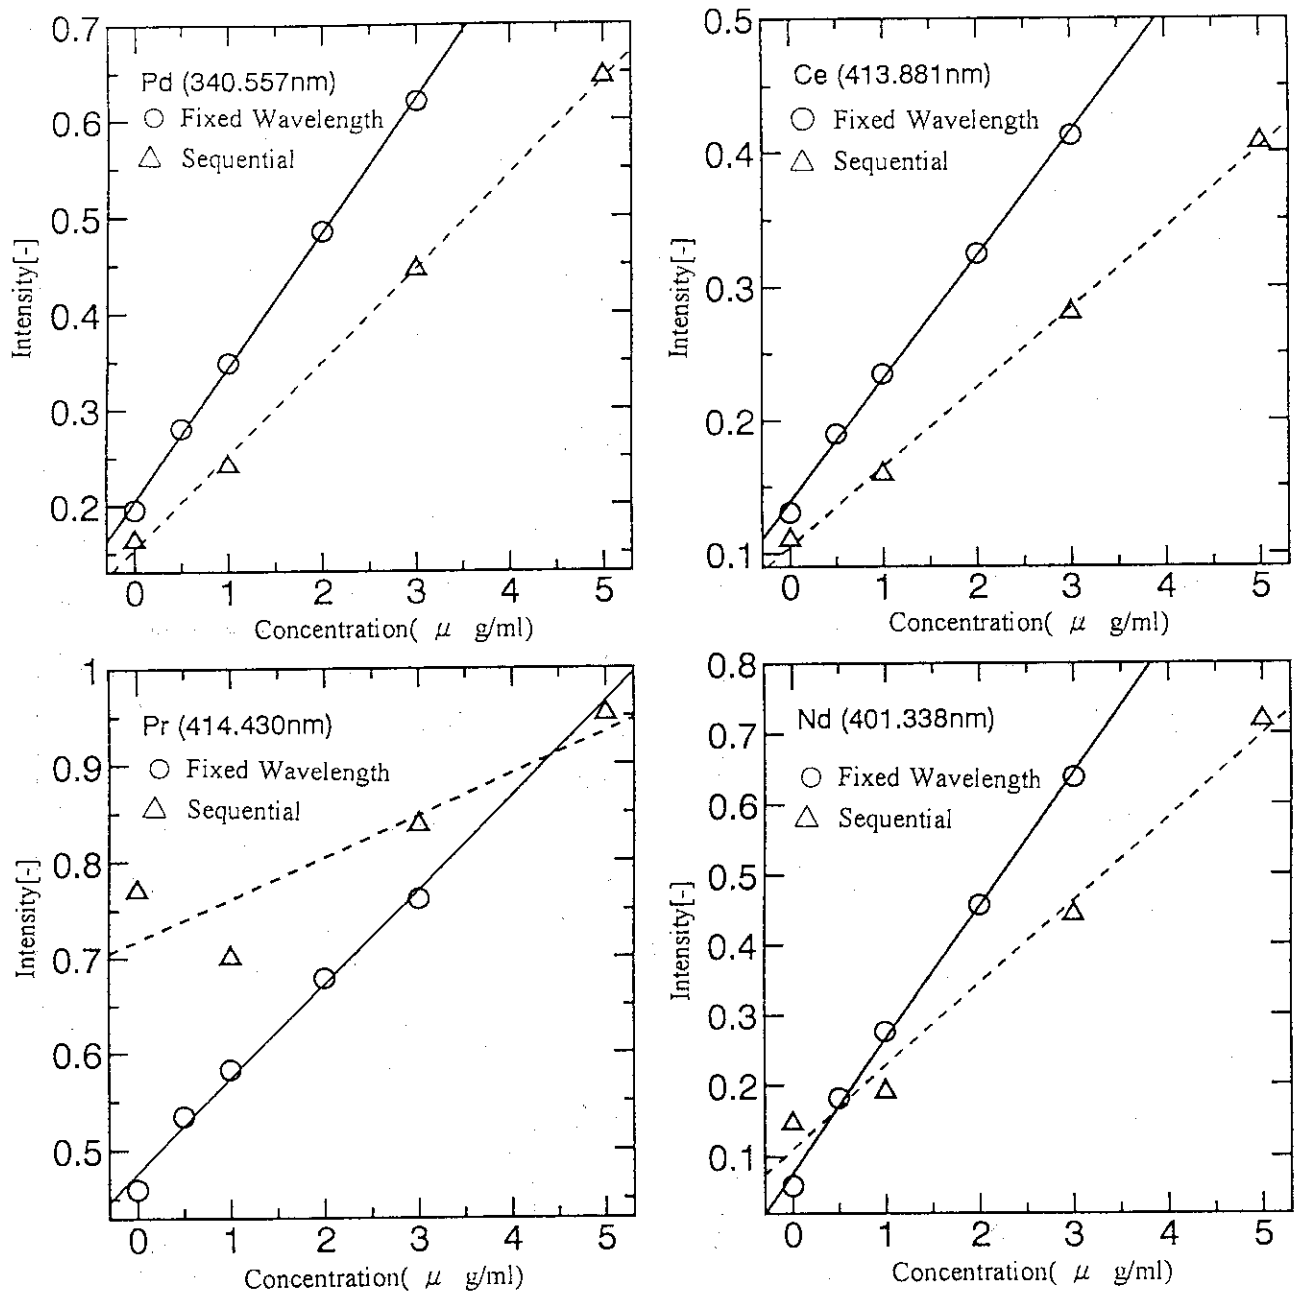 0.7
0.6
0.5
0.4
0.3
0.2
Intensity[-]
Pd (340.557nm)
Fixed Wavelength
Sequential
0 1 2 3 4 5
Concentration( μ g/ml)
0.5
0.4
0.3
0.2
0.1
Intensity[-]
Ce (413.881nm)
Fixed Wavelength
Sequential
0 1 2 3 4 5
Concentration( μ g/ml)
1
0.9
0.8
0.7
0.6
0.5
Intensity[-]
Pr (414.430nm)
Fixed Wavelength
Sequential
0 1 2 3 4 5
Concentration( μ g/ml)
0.8
0.7
0.6
0.5
0.4
0.3
0.2
0.1
Intensity[-]
Nd (401.338nm)
Fixed Wavelength
Sequential
0 1 2 3 4 5
Concentration( μ g/ml)